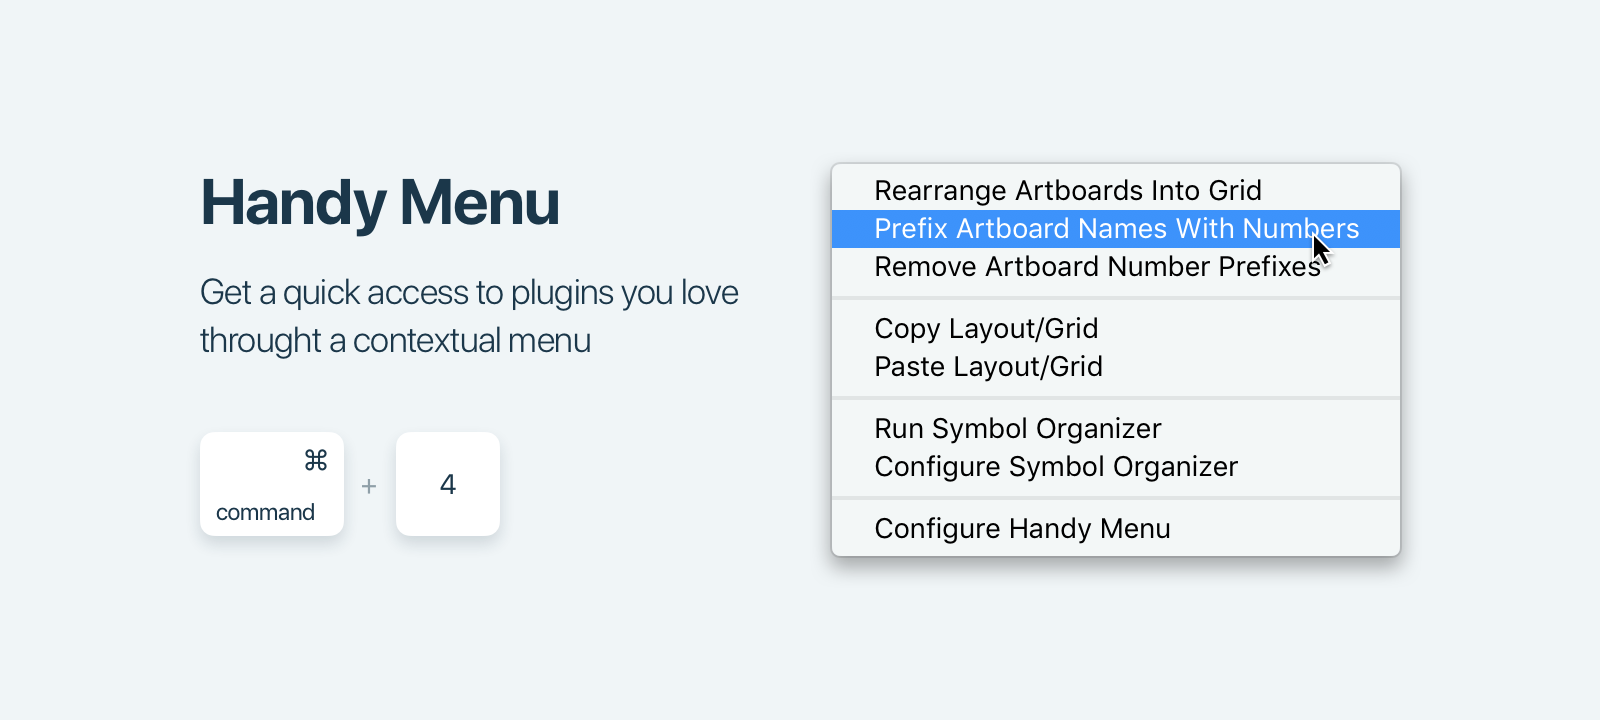 Handy Menu
Get a quick access to plugins you love
throught a contextual menu
⌘
command
+
4
Rearrange Artboards Into Grid
Prefix Artboard Names With Numbers
Remove Artboard Number Prefixes
Copy Layout/Grid
Paste Layout/Grid
Run Symbol Organizer
Configure Symbol Organizer
Configure Handy Menu